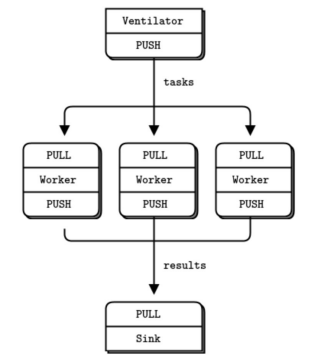 Ventilator
PUSH
tasks
PULL PULL PULL
Worker Worker Worker
PUSH PUSH PUSH
results
PULL
Sink